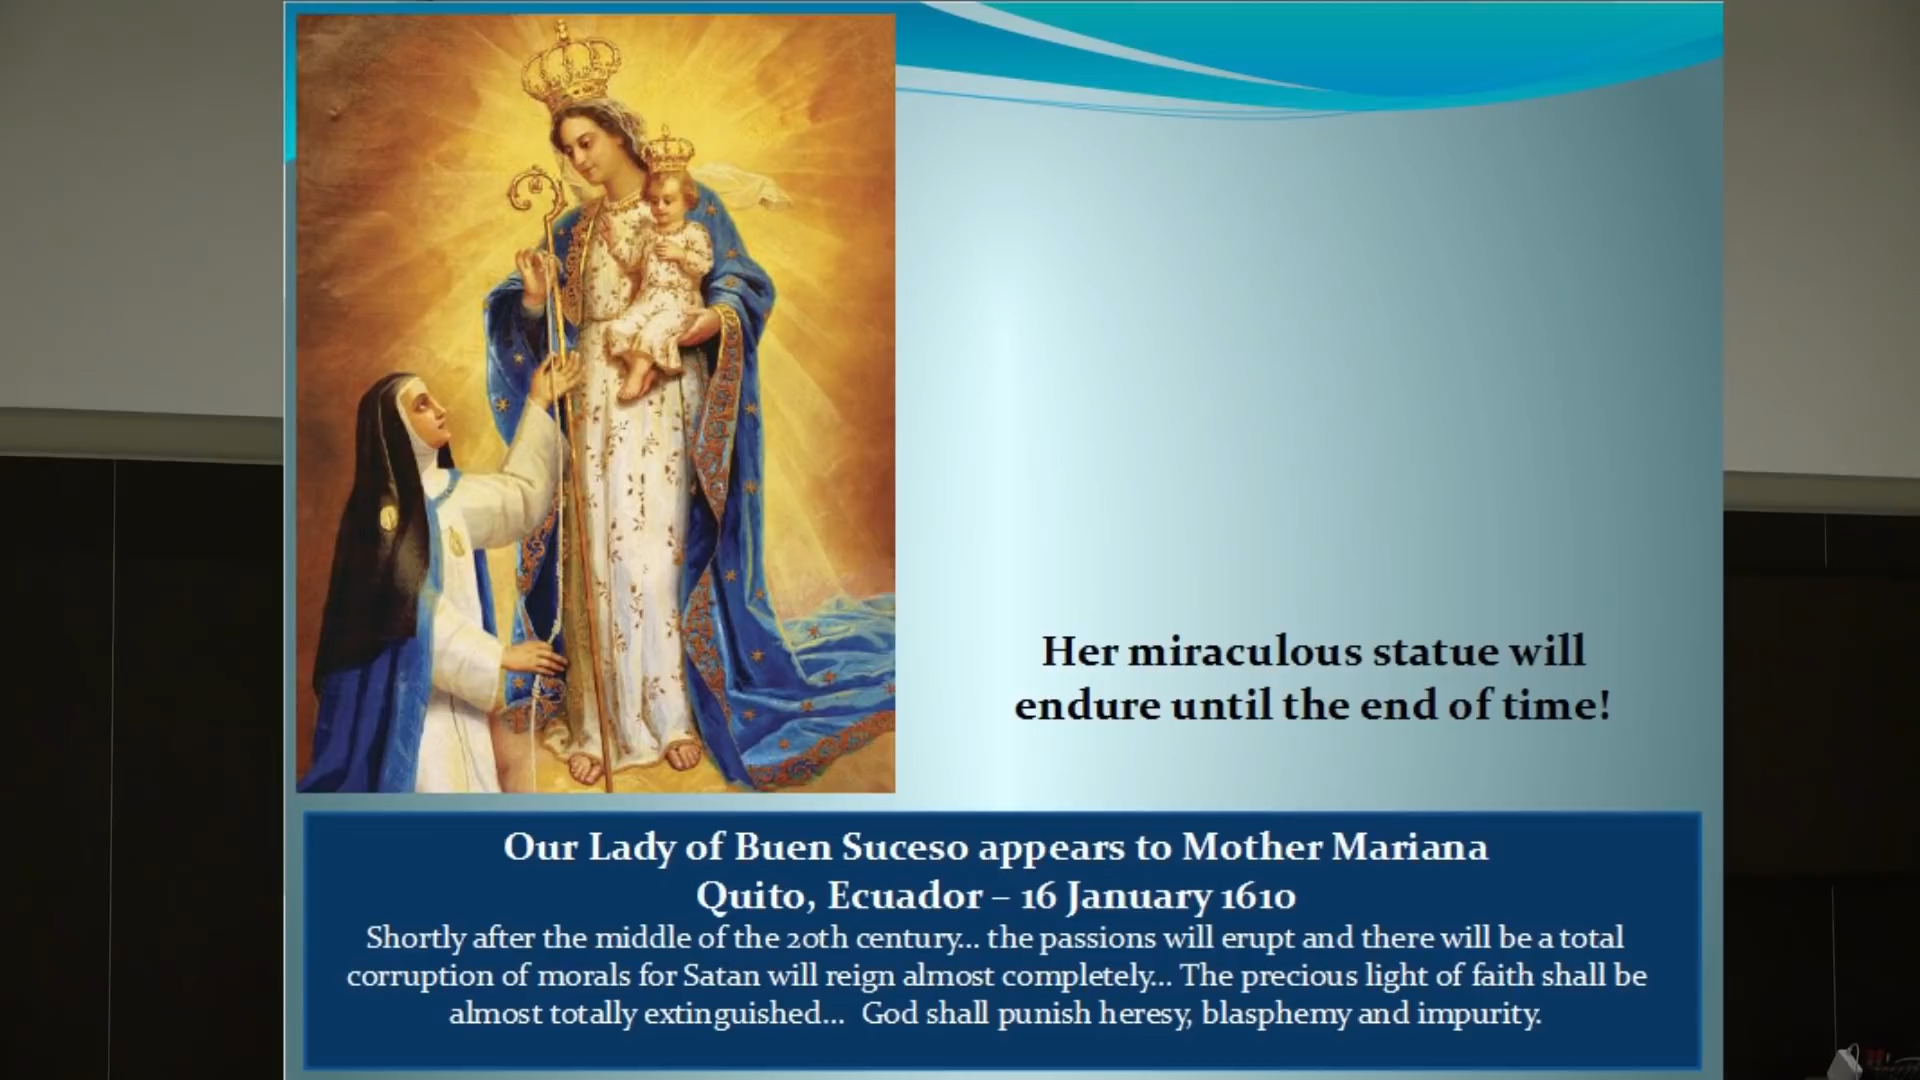 Her miraculous statue will
endure until the end of time!
Our Lady of Buen Suceso appears to Mother Mariana
Quito, Ecuador – 16 January 1610
Shortly after the middle of the 20th century... the passions will erupt and there will be a total
corruption of morals for Satan will reign almost completely... The precious light of faith shall be
almost totally extinguished... God shall punish heresy, blasphemy and impurity.